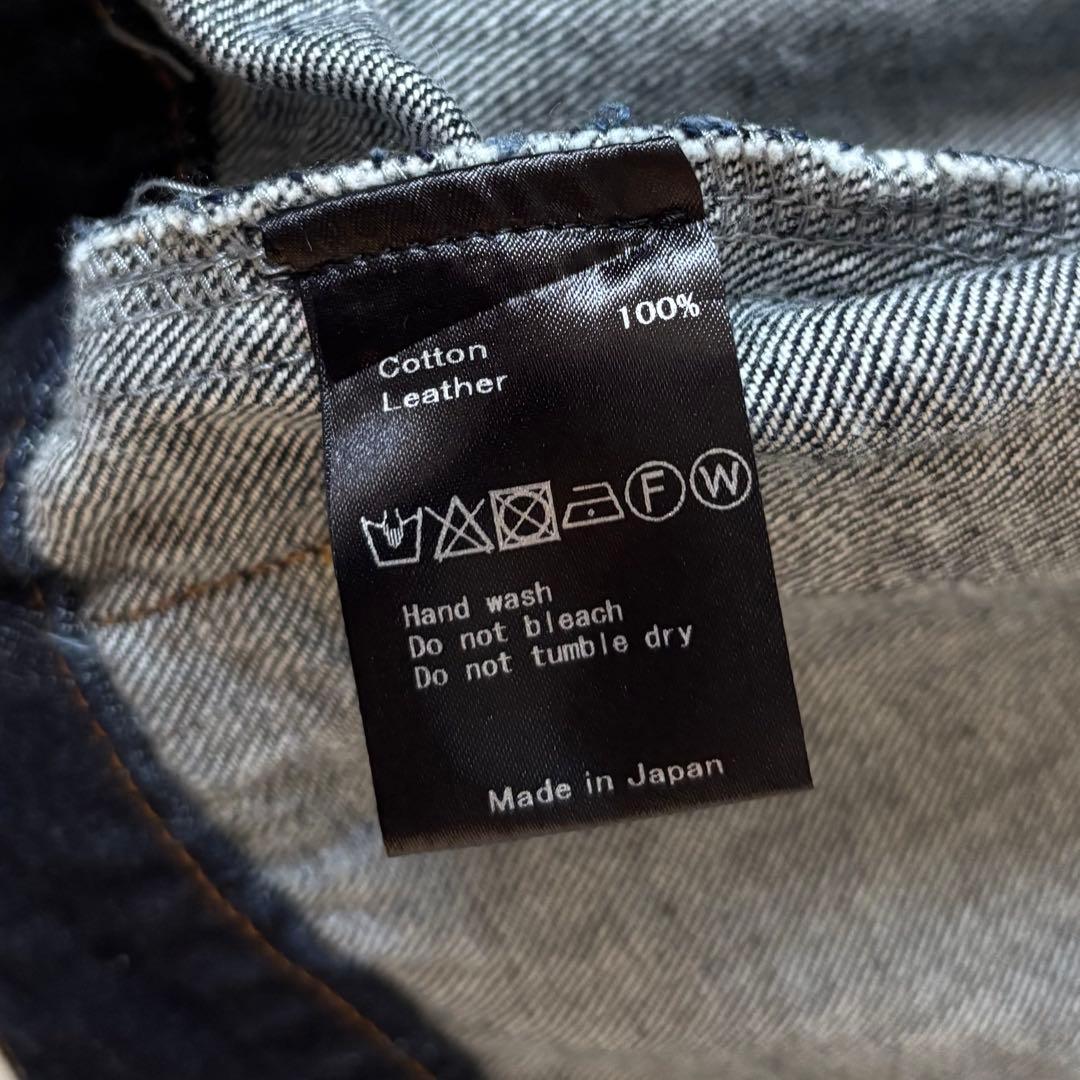 100%
Cotton
Leather
F W
Hand wash
Do not bleach
Do not tumble dry
Made in Japan